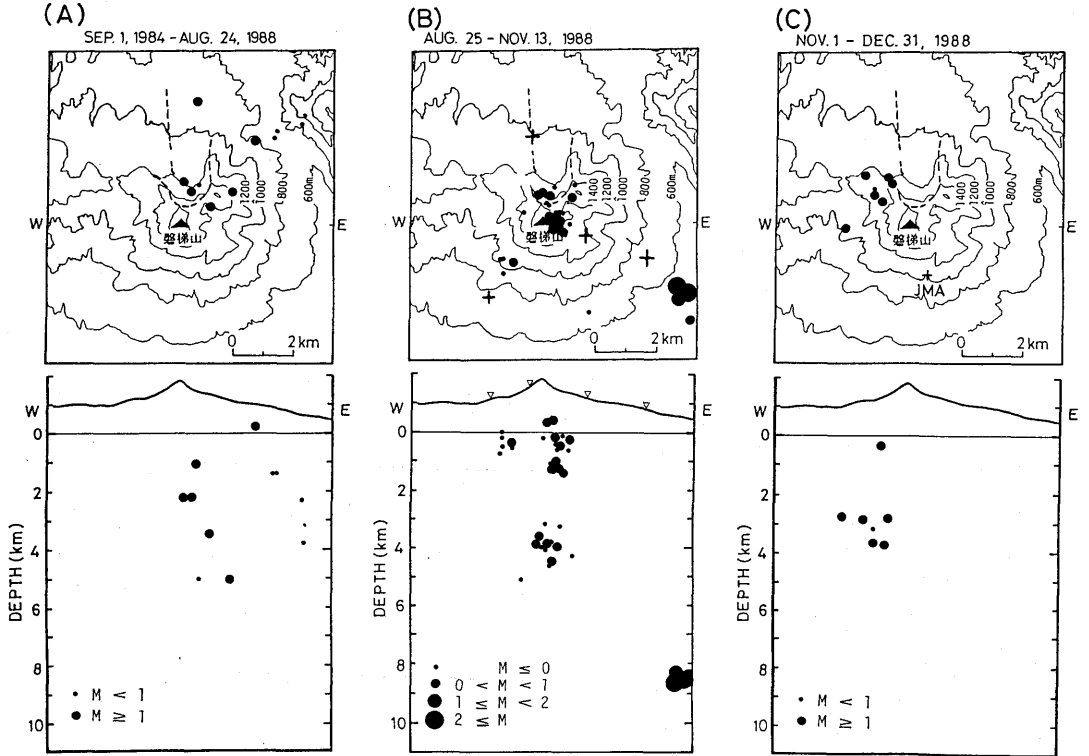 (A)
SEP. 1, 1984 – AUG. 24, 1988
W
E
1200
1000
800
600m
磐梯山
0 2 km
W
E
0
2
4
6
8
10
DEPTH (km)
M < 1
M ≧ 1
(B)
AUG. 25 – NOV. 13, 1988
W
E
1400
1200
1000
800
600m
磐梯山
0 2 km
W
E
0
2
4
6
8
10
DEPTH (km)
M ≦ 0
0 < M < 1
1 ≦ M < 2
2 ≦ M
(C)
NOV. 1 – DEC. 31, 1988
W
E
1400
1200
1000
800
600m
磐梯山
JMA
0 2 km
W
E
0
2
4
6
8
10
DEPTH (km)
M < 1
M ≧ 1